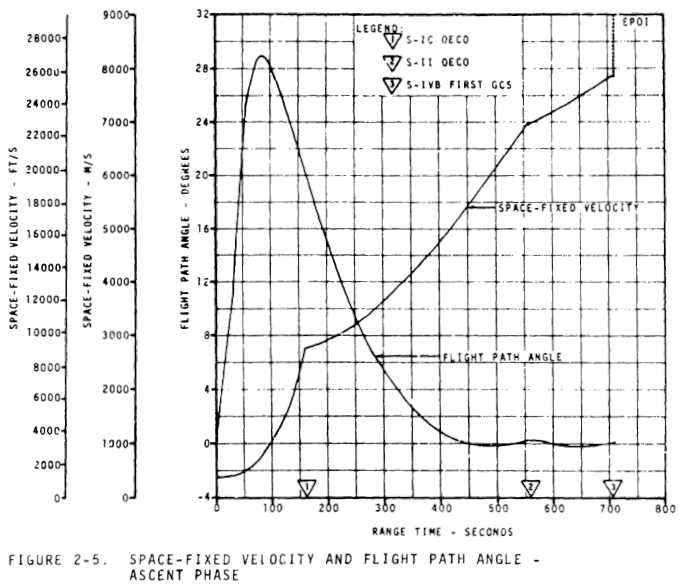 SPACE-FIXED VELOCITY - FT/S
28000
26000
24000
22000
20000
18000
16000
14000
12000
10000
8000
6000
4000
2000
0
SPACE-FIXED VELOCITY - M/S
9000
8000
7000
6000
5000
4000
3000
2000
1000
0
FLIGHT PATH ANGLE - DEGREES
32
28
24
20
16
12
8
4
0
-4
LEGEND:
1 S-IC OECO
2 S-II OECO
3 S-IVB FIRST GCS
EPOI
SPACE-FIXED VELOCITY
FLIGHT PATH ANGLE
1 2 3
0 100 200 300 400 500 600 700 800
RANGE TIME - SECONDS
FIGURE 2-5. SPACE-FIXED VELOCITY AND FLIGHT PATH ANGLE -
ASCENT PHASE